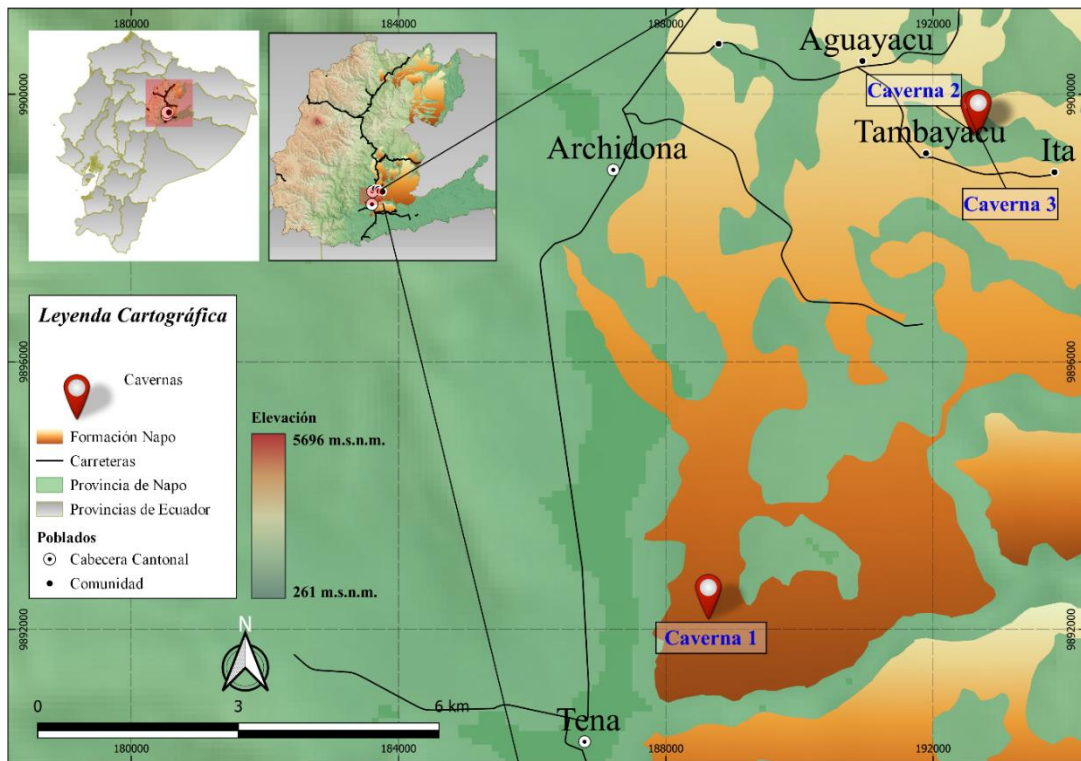 180000
184000
188000
192000
9900000
9896000
9892000
9900000
9896000
9892000
Aguayacu
Caverna 2
Tambayacu
Ita
Caverna 3
Archidona
Leyenda Cartográfica
Cavernas
Formación Napo
Carreteras
Provincia de Napo
Provincias de Ecuador
Poblados
Cabecera Cantonal
Comunidad
Elevación
5696 m.s.n.m.
261 m.s.n.m.
Caverna 1
N
0
3
6 km
Tena
180000
184000
188000
192000